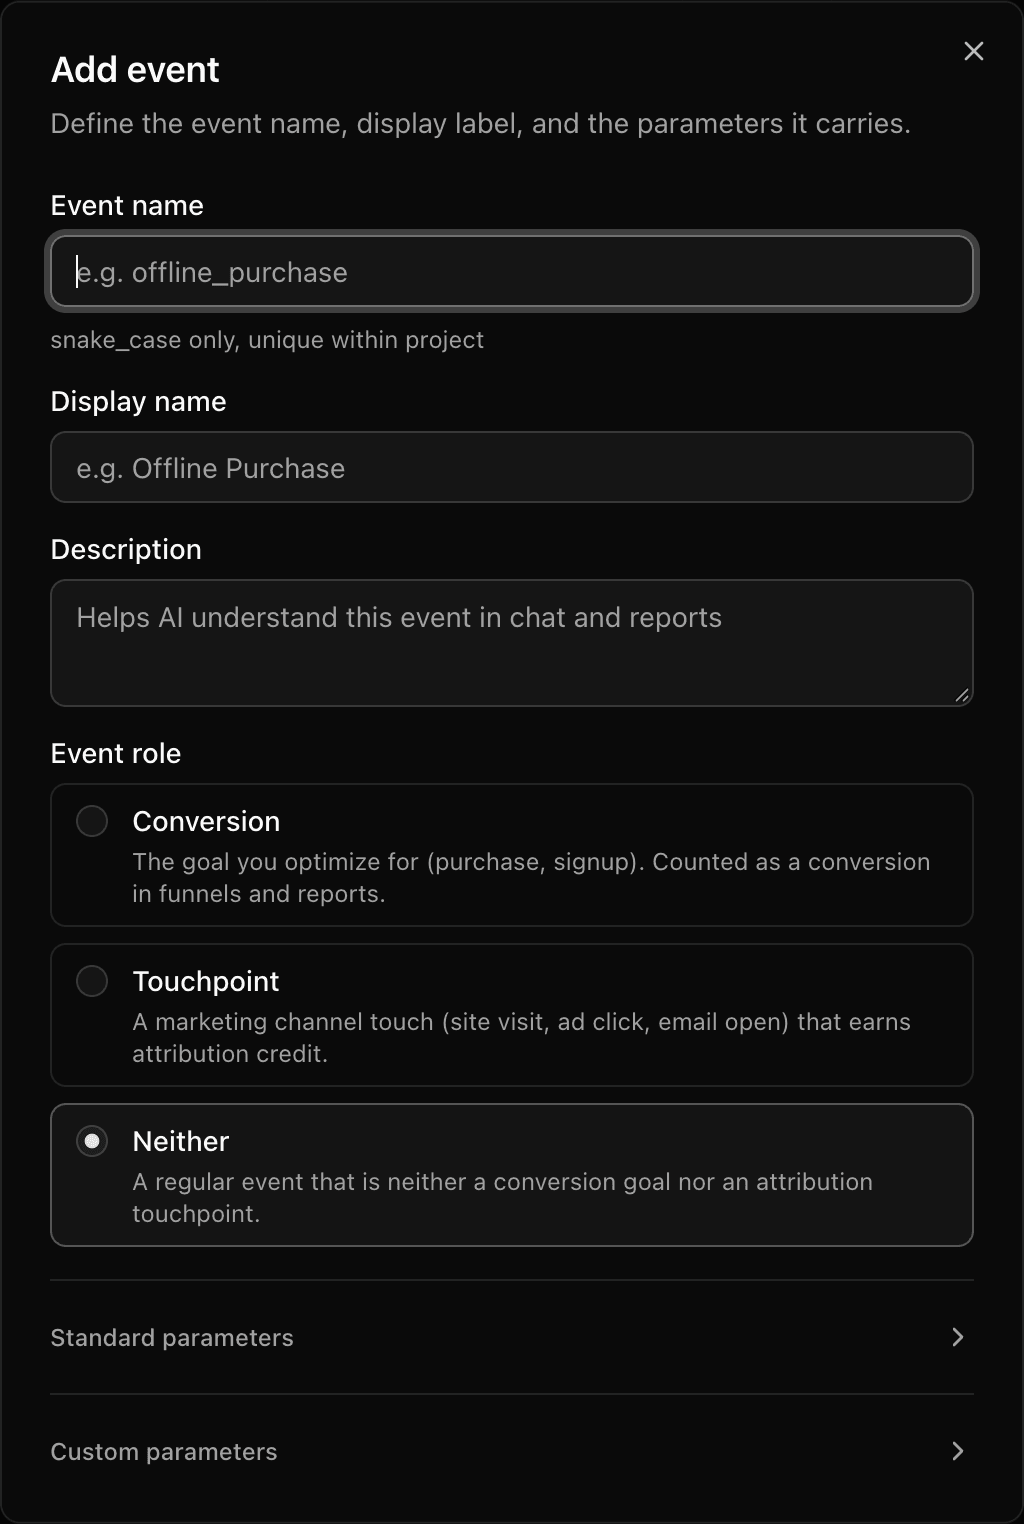 Add event
Define the event name, display label, and the parameters it carries.
Event name
e.g. offline_purchase
snake_case only, unique within project
Display name
e.g. Offline Purchase
Description
Helps AI understand this event in chat and reports
Event role
Conversion
The goal you optimize for (purchase, signup). Counted as a conversion
in funnels and reports.
Touchpoint
A marketing channel touch (site visit, ad click, email open) that earns
attribution credit.
Neither
A regular event that is neither a conversion goal nor an attribution
touchpoint.
Standard parameters
Custom parameters